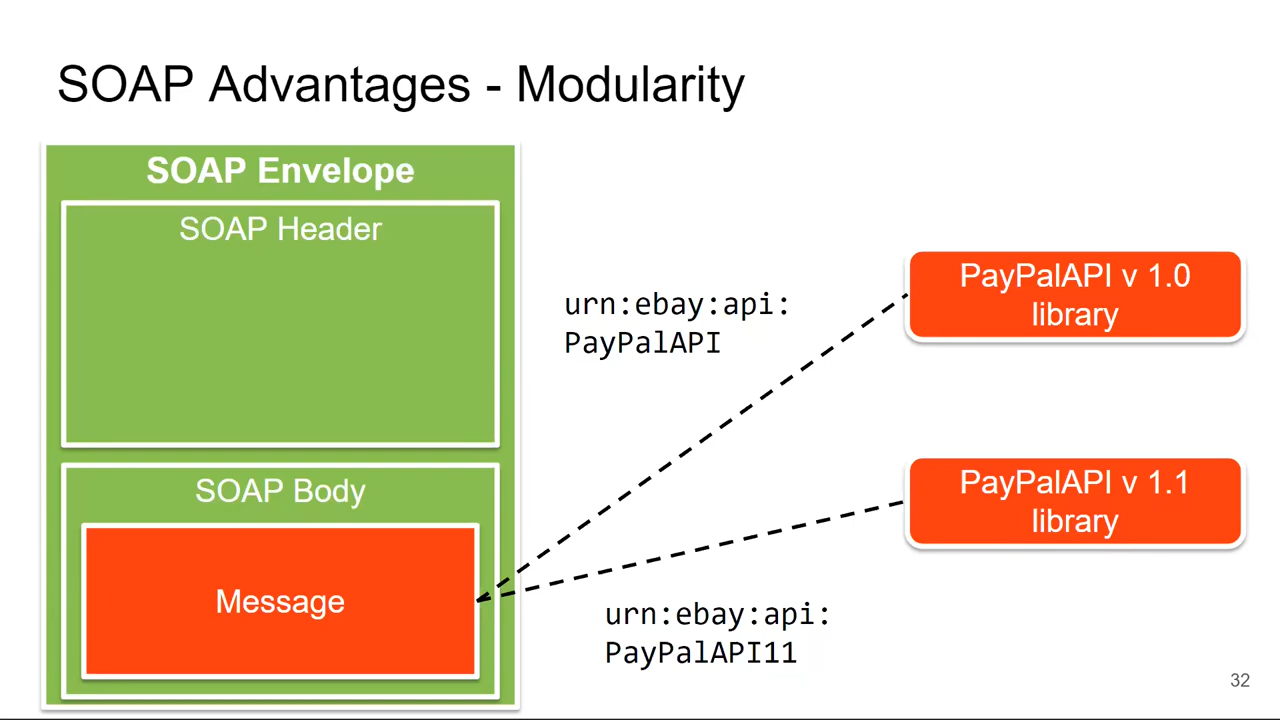 SOAP Advantages - Modularity
SOAP Envelope
SOAP Header
SOAP Body
Message
urn:ebay:api:
PayPalAPI
urn:ebay:api:
PayPalAPI11
PayPalAPI v 1.0
library
PayPalAPI v 1.1
library
32